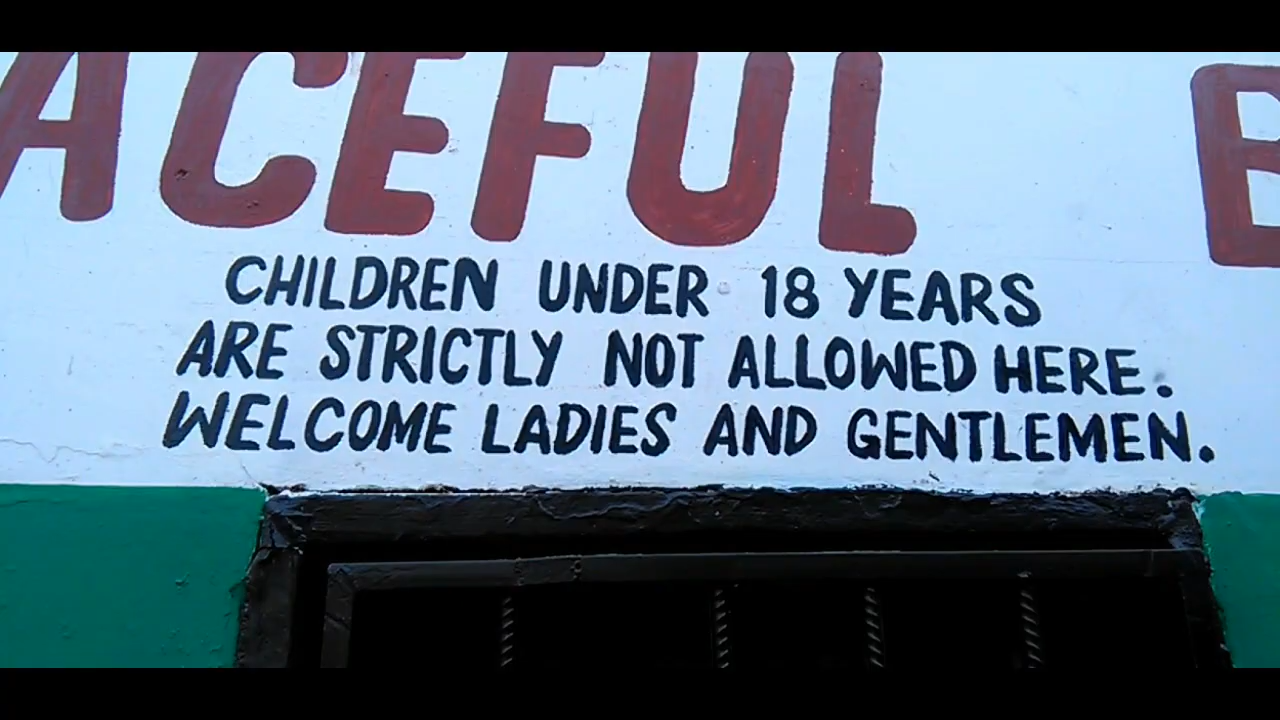 ACEFUL
CHILDREN UNDER 18 YEARS
ARE STRICTLY NOT ALLOWED HERE.
WELCOME LADIES AND GENTLEMEN.